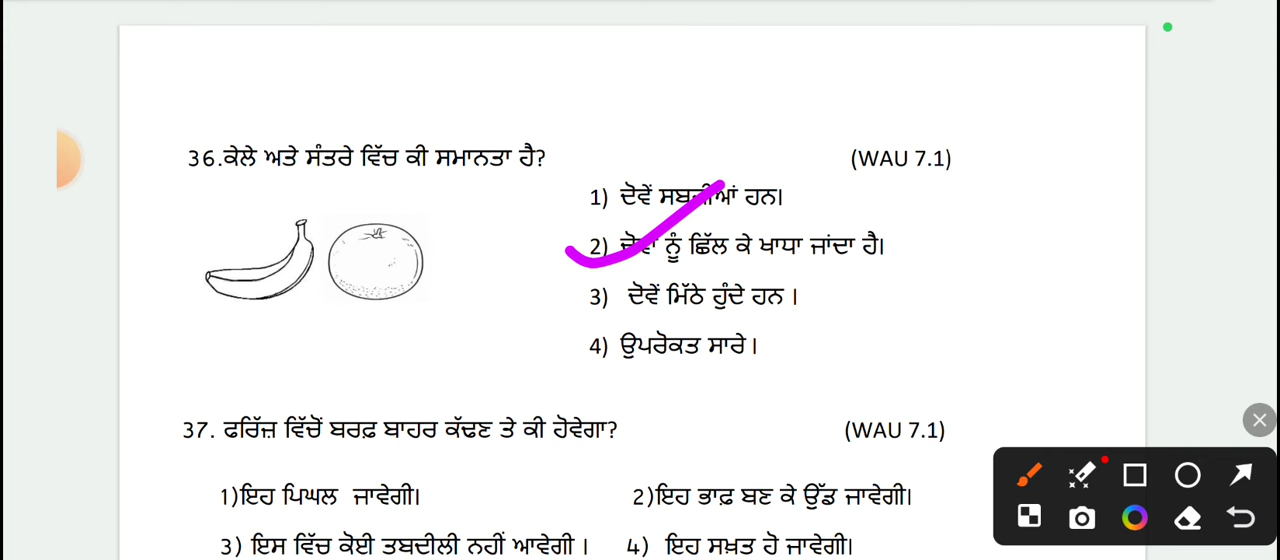 36.ਕੇਲੇ ਅਤੇ ਸੰਤਰੇ ਵਿੱਚ ਕੀ ਸਮਾਨਤਾ ਹੈ? (WAU 7.1)
1) ਦੋਵੇਂ ਸਬਜ਼ੀਆਂ ਹਨ।
2) ਦੋਵਾਂ ਨੂੰ ਛਿੱਲ ਕੇ ਖਾਧਾ ਜਾਂਦਾ ਹੈ।
3) ਦੋਵੇਂ ਮਿੱਠੇ ਹੁੰਦੇ ਹਨ ।
4) ਉਪਰੋਕਤ ਸਾਰੇ ।
37. ਫਰਿੱਜ਼ ਵਿੱਚੋਂ ਬਰਫ਼ ਬਾਹਰ ਕੱਢਣ ਤੇ ਕੀ ਹੋਵੇਗਾ? (WAU 7.1)
1)ਇਹ ਪਿਘਲ ਜਾਵੇਗੀ। 2)ਇਹ ਭਾਫ਼ ਬਣ ਕੇ ਉੱਡ ਜਾਵੇਗੀ।
3) ਇਸ ਵਿੱਚ ਕੋਈ ਤਬਦੀਲੀ ਨਹੀਂ ਆਵੇਗੀ । 4) ਇਹ ਸਖ਼ਤ ਹੋ ਜਾਵੇਗੀ।